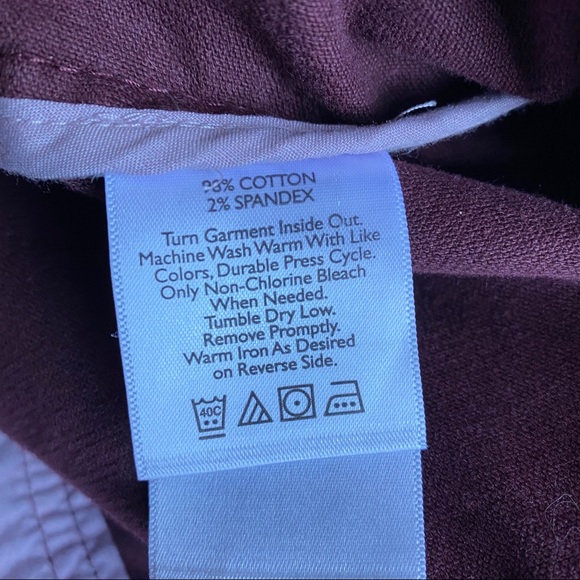 98% COTTON
2% SPANDEX
Turn Garment Inside Out.
Machine Wash Warm With Like
Colors, Durable Press Cycle.
Only Non-Chlorine Bleach
When Needed.
Tumble Dry Low.
Remove Promptly.
Warm Iron As Desired
on Reverse Side.
40C